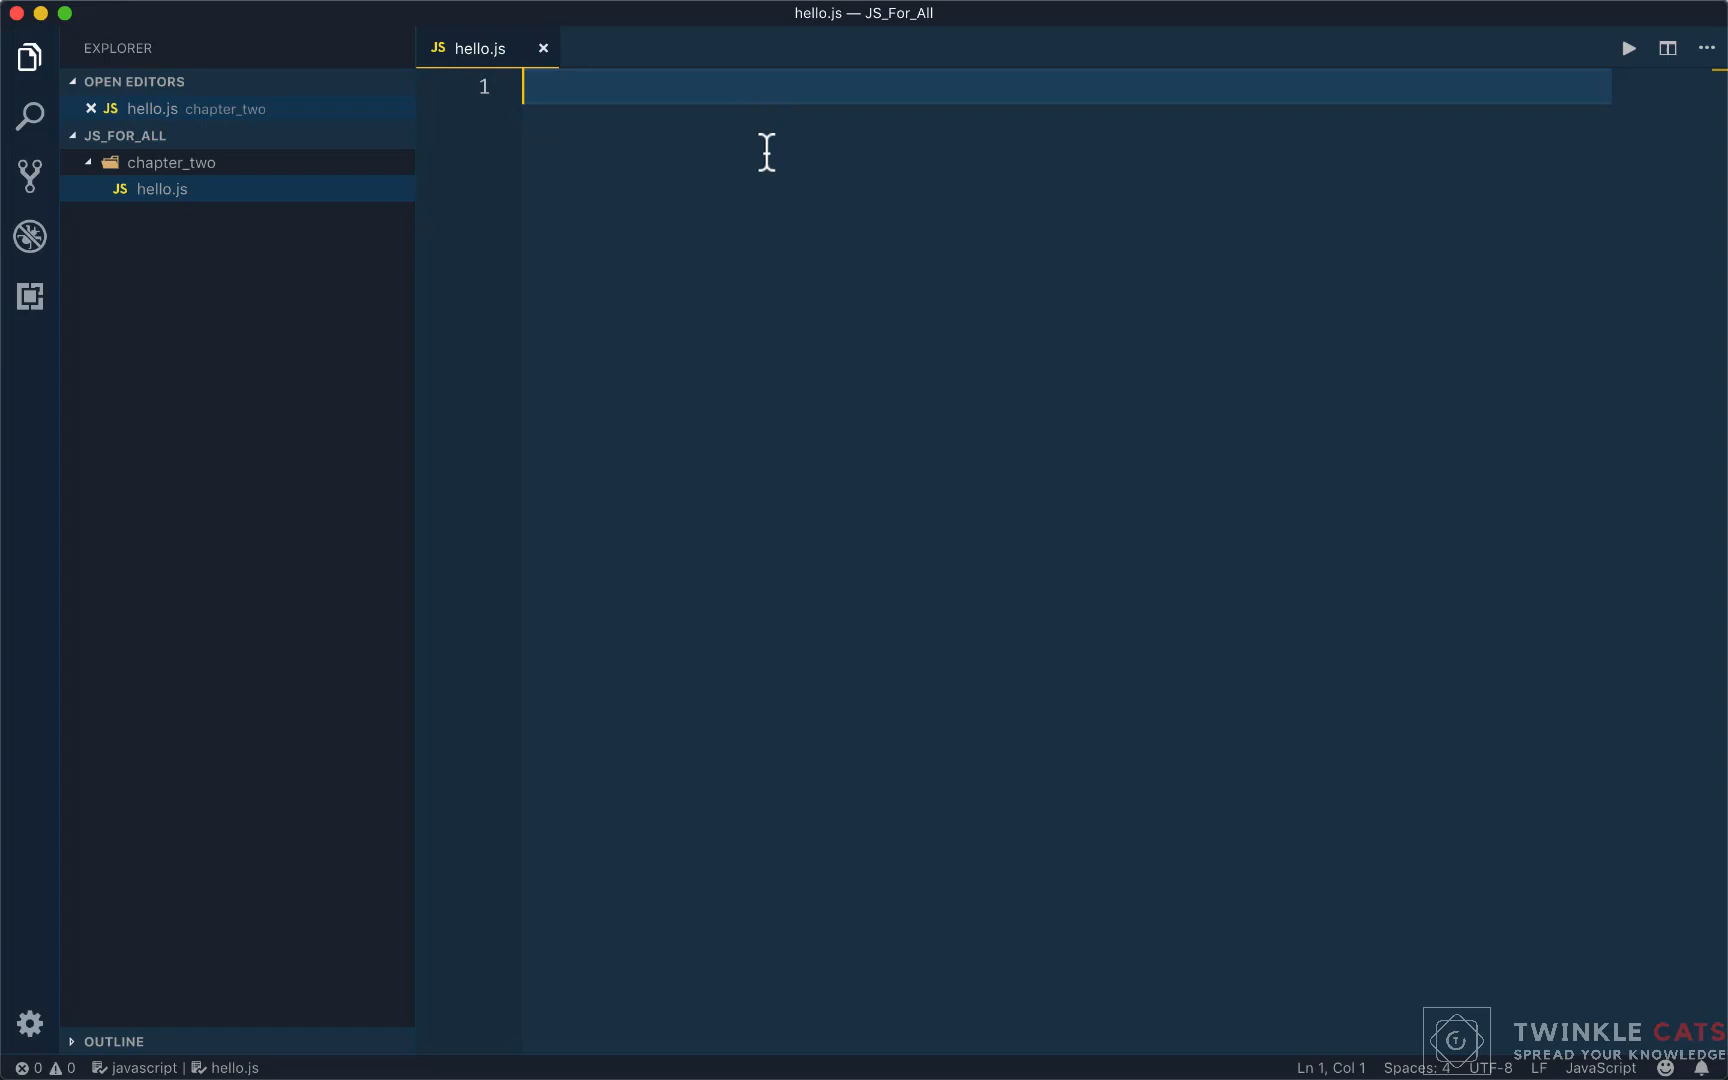 hello.js — JS_For_All
EXPLORER
OPEN EDITORS
JS hello.js chapter_two
JS_FOR_ALL
chapter_two
JS hello.js
OUTLINE
JS hello.js
1
TWINKLE CATS
SPREAD YOUR KNOWLEDGE
0 0 javascript | hello.js
Ln 1, Col 1 Spaces: 4 UTF-8 LF JavaScript